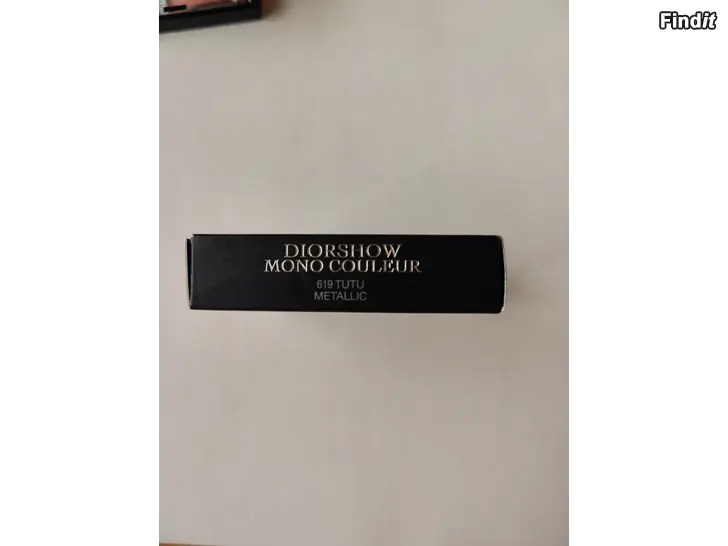 Findit
DIORSHOW
MONO COULEUR
619 TUTU
METALLIC